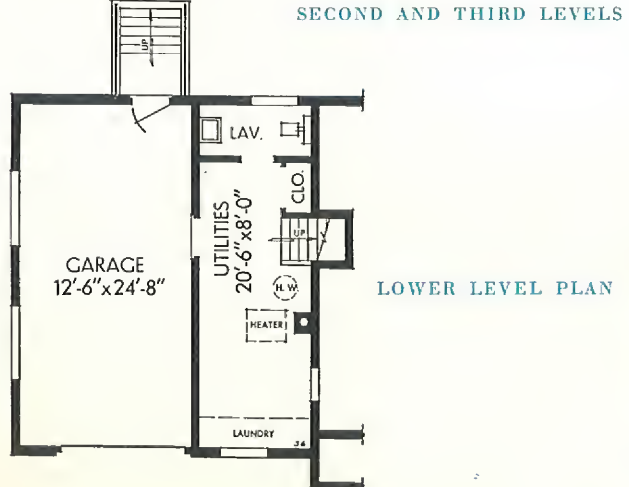 SECOND AND THIRD LEVELS
UP
LAV.
CLO.
UTILITIES
20'-6"x8'-0"
UP
GARAGE
12'-6"x24'-8"
H.W.
LOWER LEVEL PLAN
HEATER
LAUNDRY